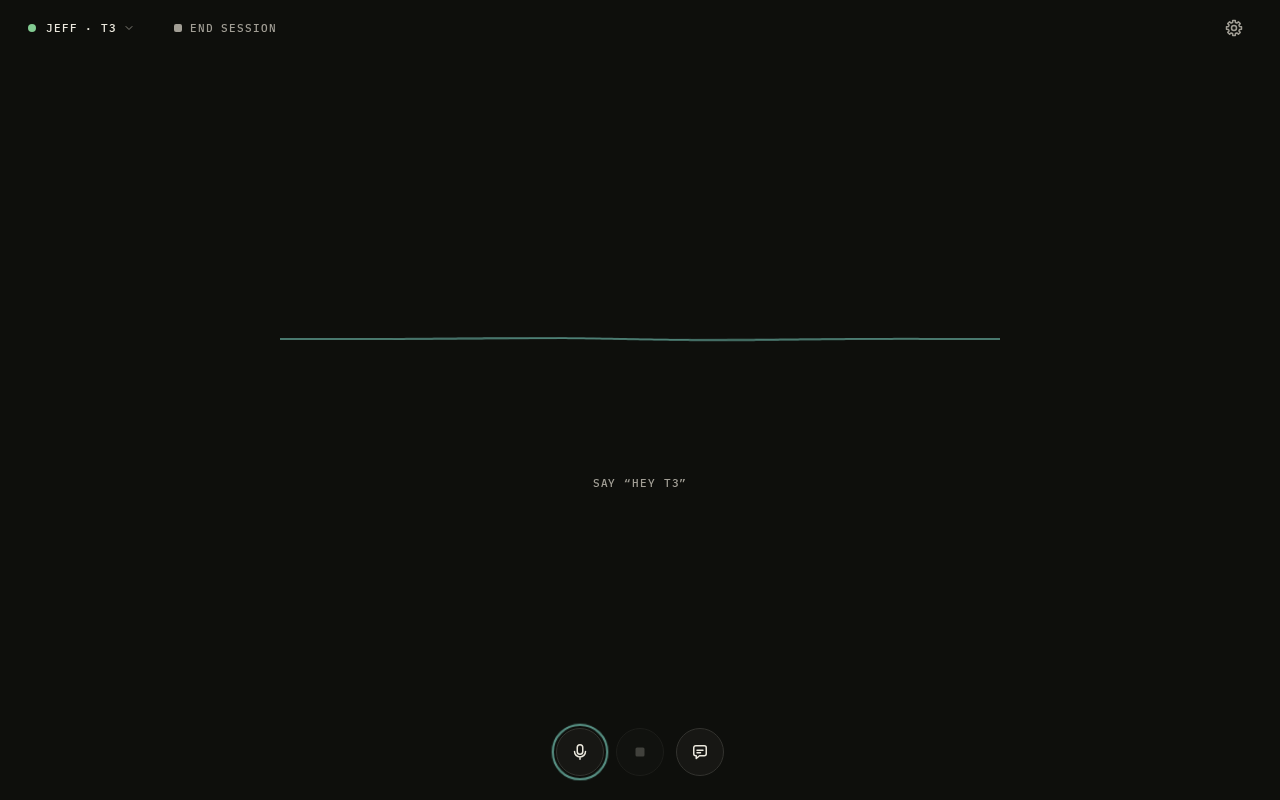 JEFF · T3
END SESSION
SAY “HEY T3”